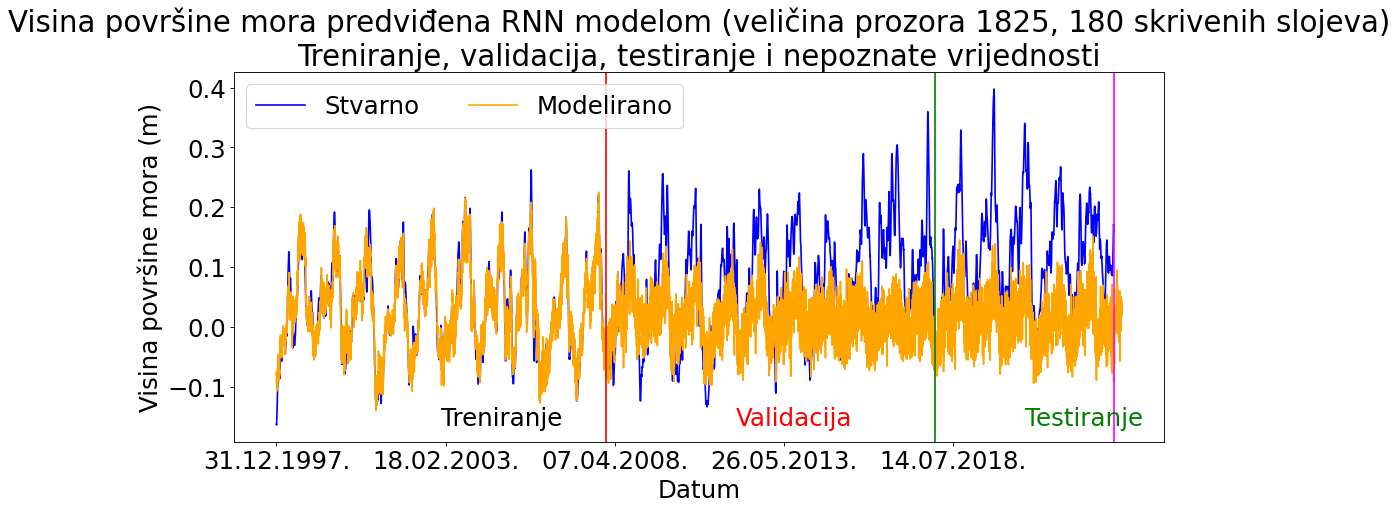 Visina površine mora predviđena RNN modelom (veličina prozora 1825, 180 skrivenih slojeva)
Treniranje, validacija, testiranje i nepoznate vrijednosti
Stvarno Modelirano
Visina površine mora (m)
0.4
0.3
0.2
0.1
0.0
−0.1
Treniranje Validacija Testiranje
31.12.1997. 18.02.2003. 07.04.2008. 26.05.2013. 14.07.2018.
Datum